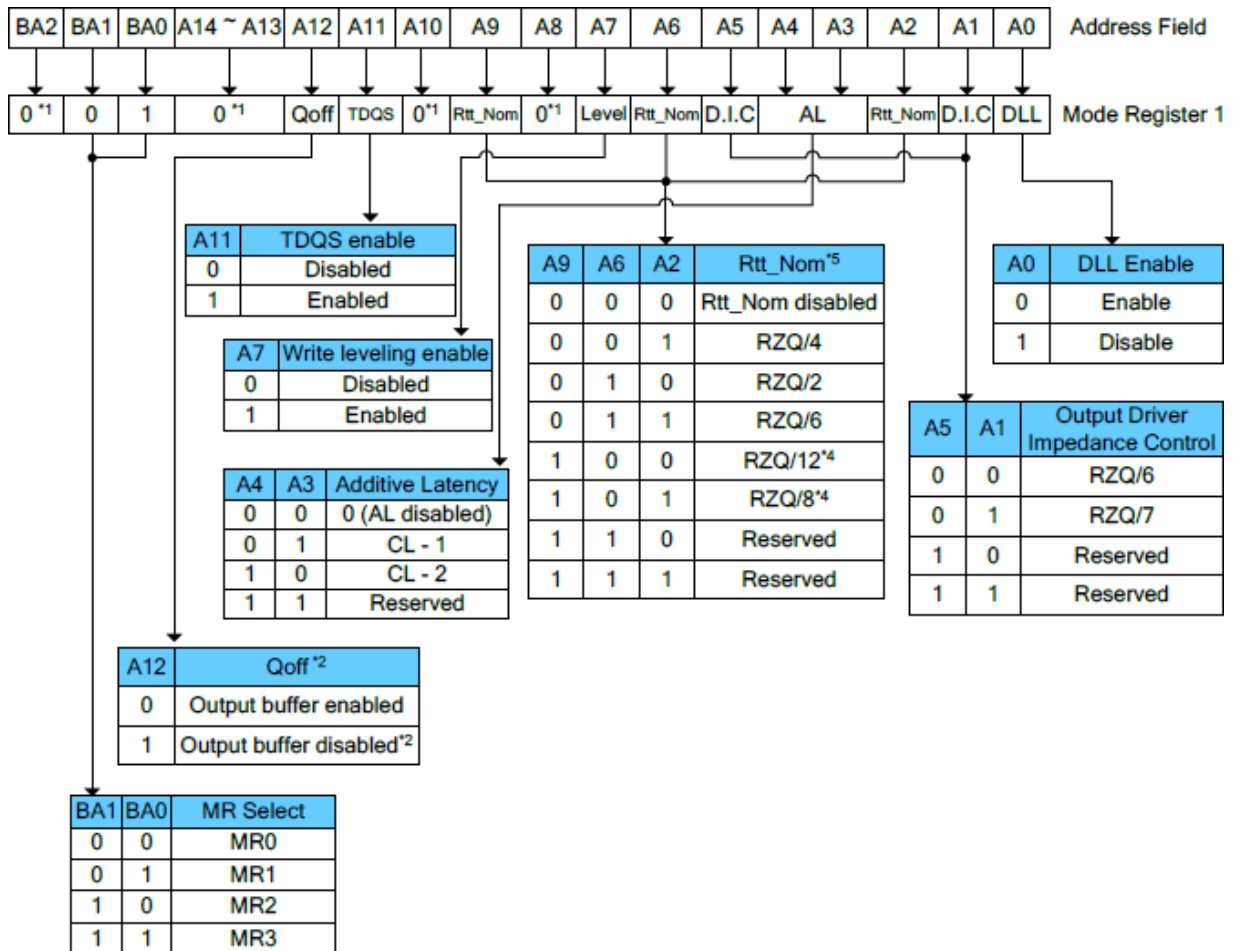 BA2 BA1 BA0 A14 ~ A13 A12 A11 A10 A9 A8 A7 A6 A5 A4 A3 A2 A1 A0 Address Field
0*1 0 1 0*1 Qoff TDQS 0*1 Rtt_Nom 0*1 Level Rtt_Nom D.I.C AL Rtt_Nom D.I.C DLL Mode Register 1
A11 TDQS enable
0 Disabled
1 Enabled
A7 Write leveling enable
0 Disabled
1 Enabled
A4 A3 Additive Latency
0 0 0 (AL disabled)
0 1 CL - 1
1 0 CL - 2
1 1 Reserved
A9 A6 A2 Rtt_Nom*5
0 0 0 Rtt_Nom disabled
0 0 1 RZQ/4
0 1 0 RZQ/2
0 1 1 RZQ/6
1 0 0 RZQ/12*4
1 0 1 RZQ/8*4
1 1 0 Reserved
1 1 1 Reserved
A0 DLL Enable
0 Enable
1 Disable
A5 A1 Output Driver
Impedance Control
0 0 RZQ/6
0 1 RZQ/7
1 0 Reserved
1 1 Reserved
A12 Qoff*2
0 Output buffer enabled
1 Output buffer disabled*2
BA1 BA0 MR Select
0 0 MR0
0 1 MR1
1 0 MR2
1 1 MR3